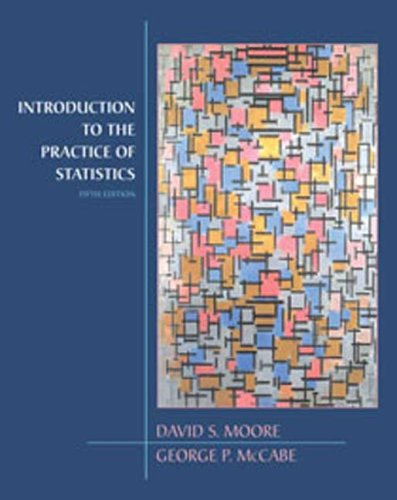 INTRODUCTION
TO THE
PRACTICE OF
STATISTICS
FIFTH EDITION
DAVID S. MOORE
GEORGE P. McCABE